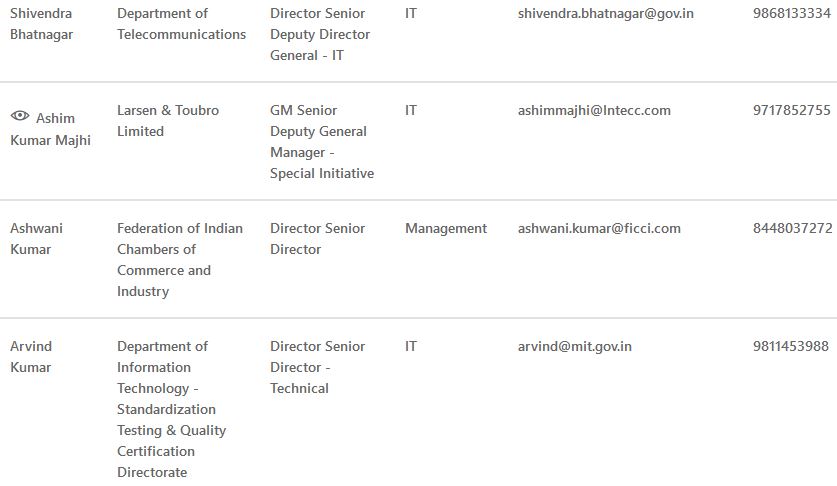 Shivendra Bhatnagar	Department of Telecommunications	Director Senior Deputy Director General - IT	IT	shivendra.bhatnagar@gov.in	9868133334
Ashim Kumar Majhi	Larsen & Toubro Limited	GM Senior Deputy General Manager - Special Initiative	IT	ashimmajhi@lntecc.com	9717852755
Ashwani Kumar	Federation of Indian Chambers of Commerce and Industry	Director Senior Director	Management	ashwani.kumar@ficci.com	8448037272
Arvind Kumar	Department of Information Technology - Standardization Testing & Quality Certification Directorate	Director Senior Director - Technical	IT	arvind@mit.gov.in	9811453988